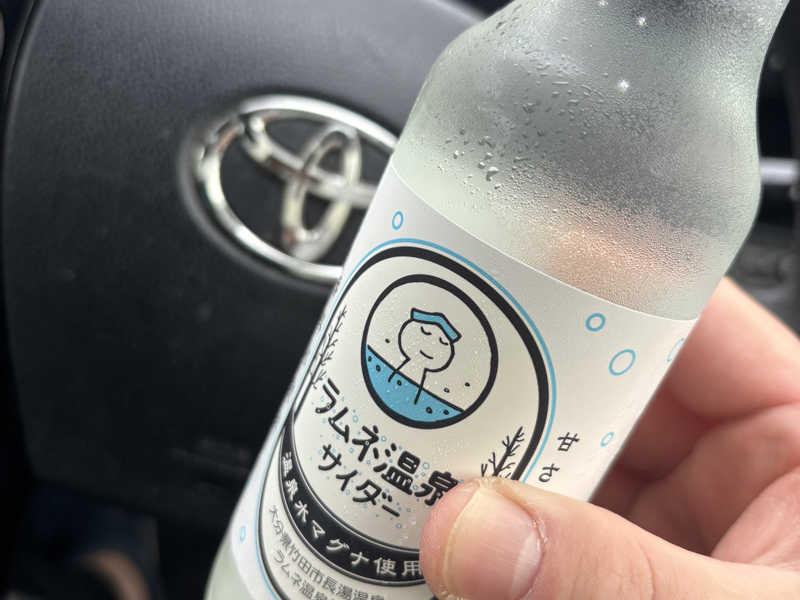 ラムネ温泉
サイダー
温泉水マグナ使用
大分県竹田市長湯温
ラムネ温泉
甘さ